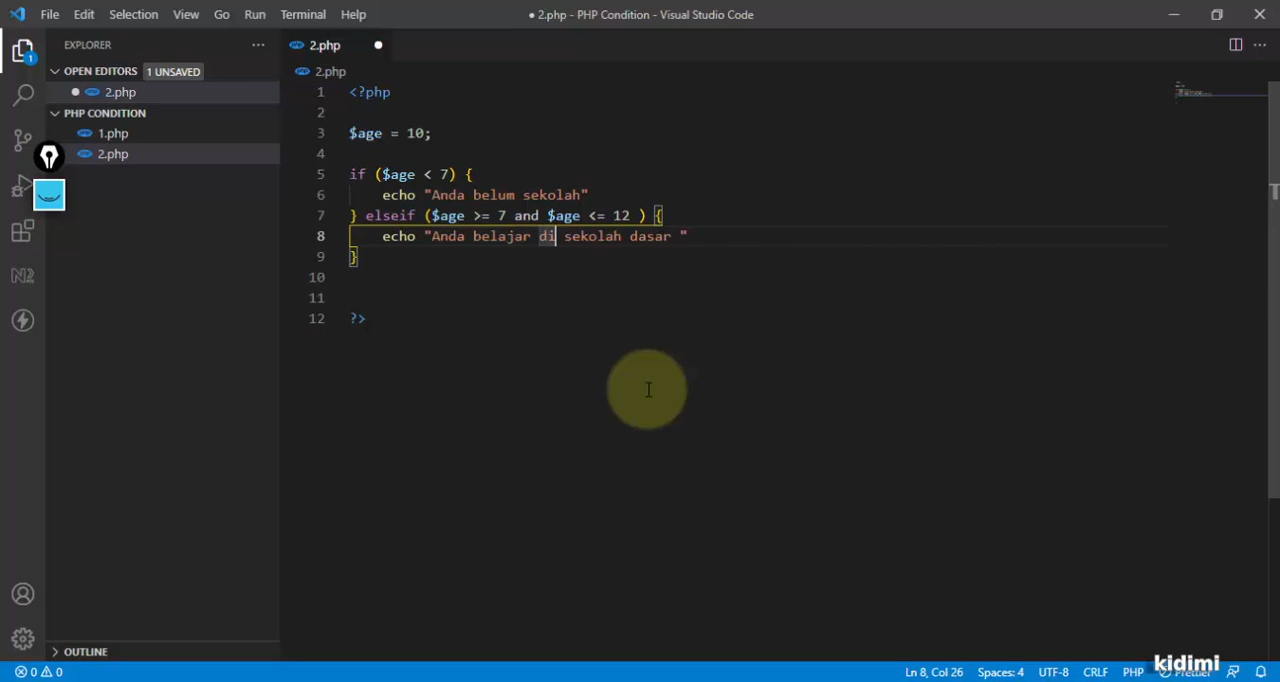 File Edit Selection View Go Run Terminal Help ● 2.php - PHP Condition - Visual Studio Code
EXPLORER ··· 2.php ●
OPEN EDITORS 1 UNSAVED
● 2.php
PHP CONDITION
1.php
2.php
OUTLINE
2.php
1 <?php
2
3 $age = 10;
4
5 if ($age < 7) {
6 echo "Anda belum sekolah"
7 } elseif ($age >= 7 and $age <= 12 ) {
8 echo "Anda belajar di sekolah dasar "
9 }
10
11
12 ?>
1
N2
0 0 Ln 8, Col 26 Spaces: 4 UTF-8 CRLF PHP Prettier
kidimi